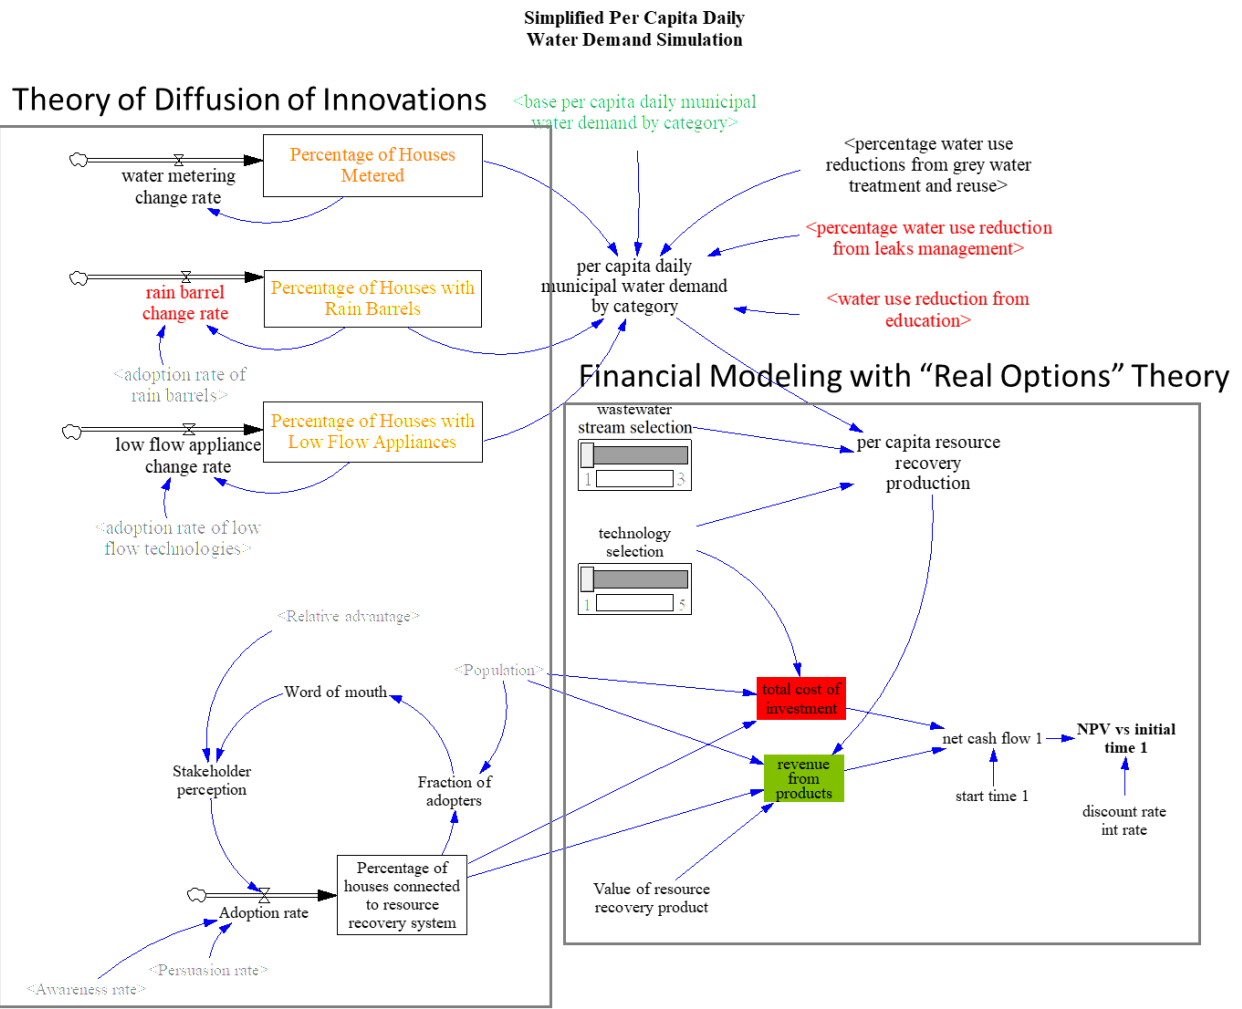 Simplified Per Capita Daily
Water Demand Simulation
Theory of Diffusion of Innovations
<base per capita daily municipal
water demand by category>
Percentage of Houses
Metered
water metering
change rate
<percentage water use
reductions from grey water
treatment and reuse>
<percentage water use reduction
from leaks management>
per capita daily
municipal water demand
by category
<water use reduction from
education>
Percentage of Houses with
Rain Barrels
rain barrel
change rate
<adoption rate of
rain barrels>
Financial Modeling with “Real Options” Theory
Percentage of Houses with
Low Flow Appliances
low flow appliance
change rate
<adoption rate of low
flow technologies>
wastewater
stream selection
1 3
per capita resource
recovery
production
technology
selection
1 5
<Relative advantage>
<Population>
Word of mouth
total cost of
investment
Stakeholder
perception
Fraction of
adopters
revenue
from
products
net cash flow 1
NPV vs initial
time 1
start time 1
discount rate
int rate
Percentage of
houses connected
to resource
recovery system
Adoption rate
Value of resource
recovery product
<Persuasion rate>
<Awareness rate>